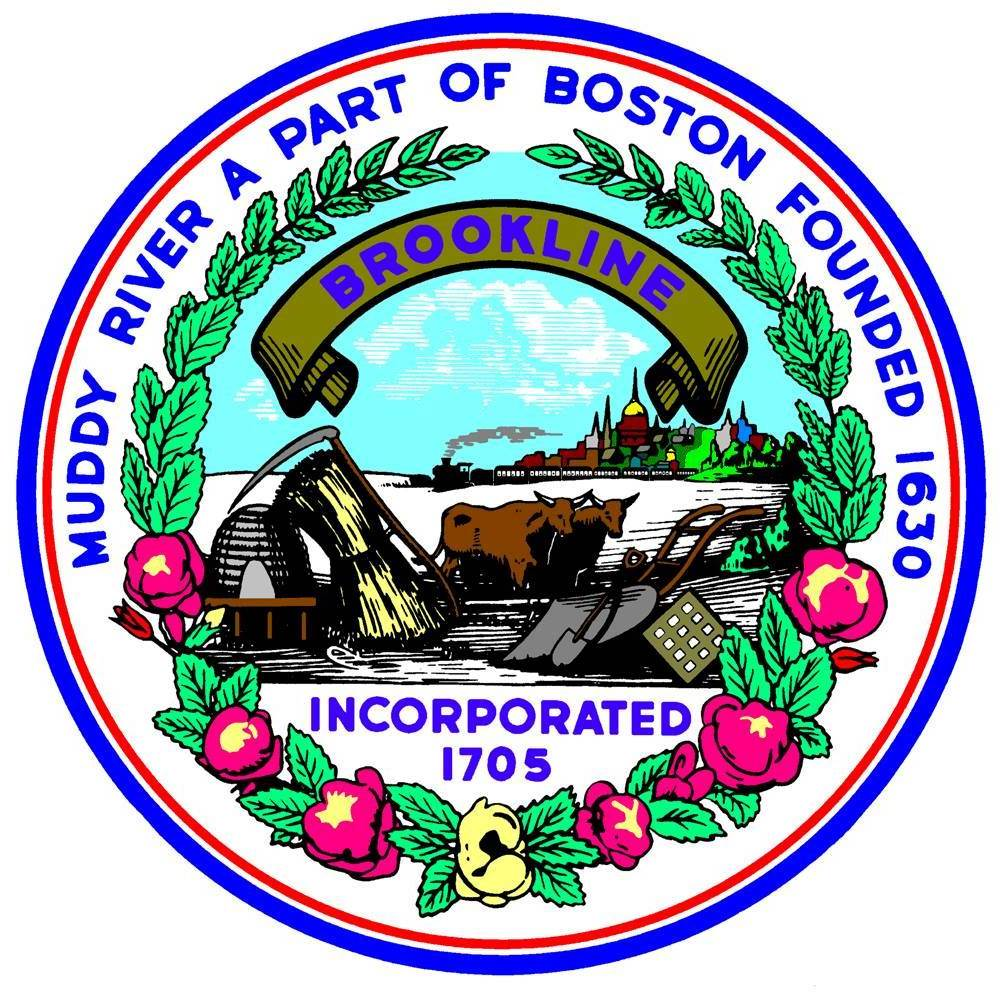 MUDDY RIVER A PART OF BOSTON FOUNDED 1630
BROOKLINE
INCORPORATED
1705